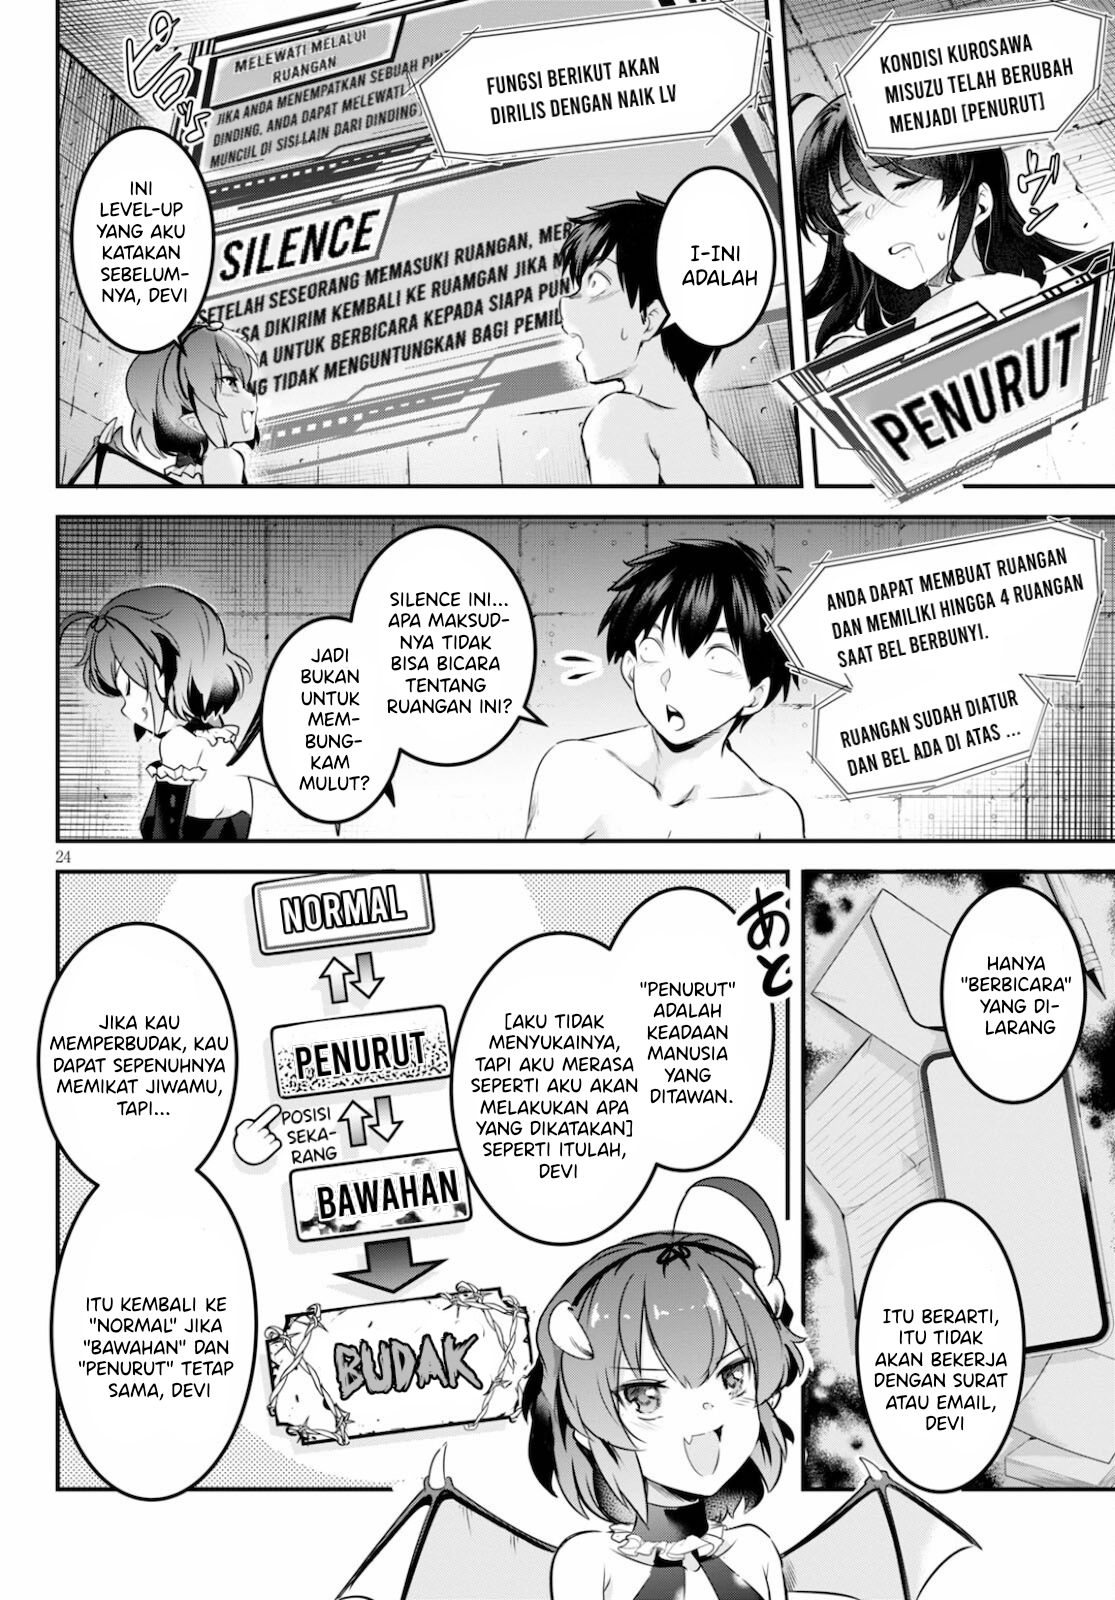 KONDISI KUROSAWA
MISUZU TELAH BERUBAH
MENJADI [PENURUT]
PENURUT
FUNGSI BERIKUT AKAN
DIRILIS DENGAN NAIK LV
MELEWATI MELALUI
RUANGAN
JIKA ANDA MENEMPATKAN SEBUAH
DINDING, ANDA DAPAT MELEWATI
MUNCUL DI SISI LAIN DARI DINDING
SILENCE
SETELAH SESEORANG MEMASUKI RUANGAN,
DIKIRIM KEMBALI KE RUAMGAN JIKA
UNTUK BERBICARA KEPADA SIAPA PUN
TIDAK MENGUNTUNGKAN BAGI
I-INI
ADALAH
INI
LEVEL-UP
YANG AKU
KATAKAN
SEBELUM-
NYA, DEVI
ANDA DAPAT MEMBUAT RUANGAN
DAN MEMILIKI HINGGA 4 RUANGAN
SAAT BEL BERBUNYI.
RUANGAN SUDAH DIATUR
DAN BEL ADA DI ATAS ...
SILENCE INI...
APA MAKSUD-
NYA TIDAK
BISA BICARA
TENTANG
RUANGAN INI?
JADI
BUKAN
UNTUK
MEM-
BUNG-
KAM
MULUT?
24
HANYA
"BERBICARA"
YANG DI-
LARANG
ITU BERARTI,
ITU TIDAK
AKAN BEKERJA
DENGAN SURAT
ATAU EMAIL,
DEVI
あと
"PENURUT"
ADALAH
KEADAAN
MANUSIA
YANG
DITAWAN.
[AKU TIDAK
MENYUKAINYA,
TAPI AKU MERASA
SEPERTI AKU AKAN
MELAKUKAN APA
YANG DIKATAKAN]
SEPERTI ITULAH,
DEVI
NORMAL
PENURUT
POSISI
SEKA-
RANG
BAWAHAN
BUDAK
JIKA KAU
MEMPERBUDAK, KAU
DAPAT SEPENUHNYA
MEMIKAT JIWAMU,
TAPI...
ITU KEMBALI KE
"NORMAL" JIKA
"BAWAHAN" DAN
"PENURUT" TETAP
SAMA, DEVI